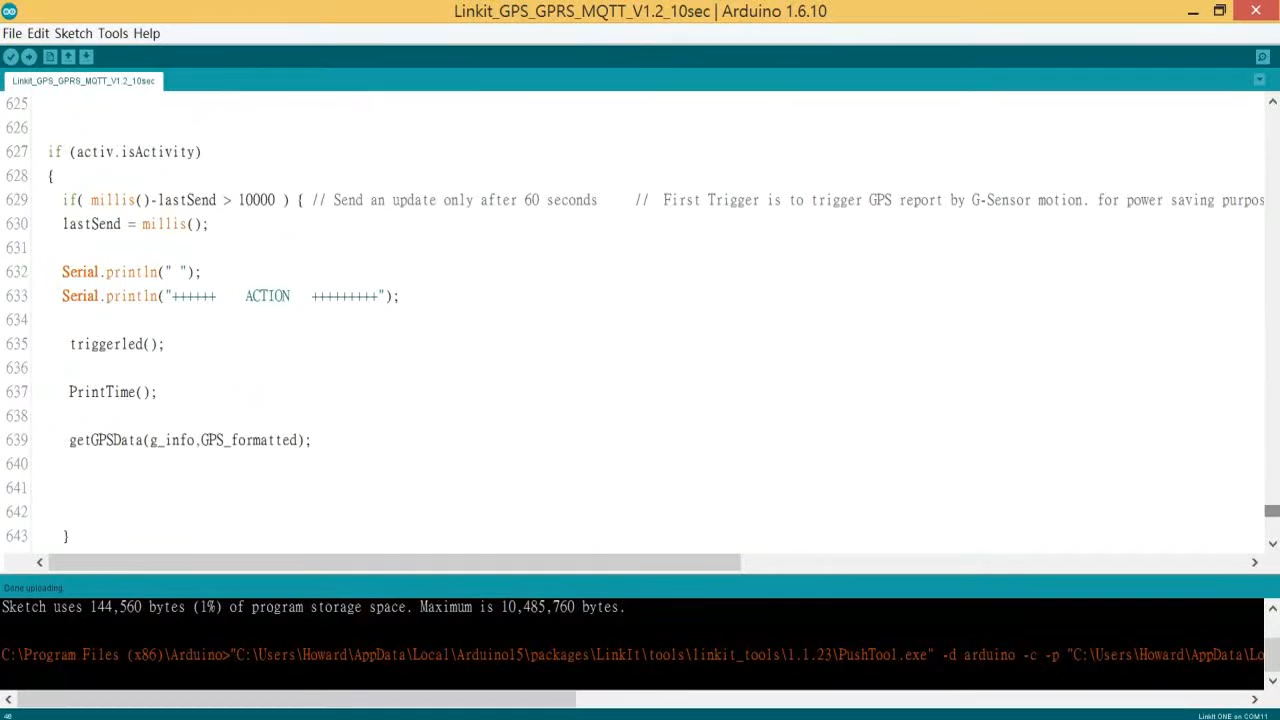 Linkit_GPS_GPRS_MQTT_V1.2_10sec | Arduino 1.6.10
File Edit Sketch Tools Help
Linkit_GPS_GPRS_MQTT_V1.2_10sec
625
626
627 if (activ.isActivity)
628 {
629 if( millis()-lastSend > 10000 ) { // Send an update only after 60 seconds // First Trigger is to trigger GPS report by G-Sensor motion. for power saving purpos
630 lastSend = millis();
631
632 Serial.println(" ");
633 Serial.println("++++++ ACTION +++++++++");
634
635 triggerled();
636
637 PrintTime();
638
639 getGPSData(g_info,GPS_formatted);
640
641
642
643 }
Done uploading.
Sketch uses 144,560 bytes (1%) of program storage space. Maximum is 10,485,760 bytes.
C:\Program Files (x86)\Arduino>"C:\Users\Howard\AppData\Local\Arduino15\packages\LinkIt\tools\linkit_tools\1.1.23\PushTool.exe" -d arduino -c -p "C:\Users\Howard\AppData\Lo
LinkIt ONE on COM11